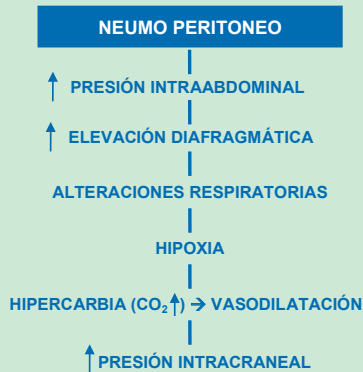 NEUMO PERITONEO
↑ PRESIÓN INTRAABDOMINAL
↑ ELEVACIÓN DIAFRAGMÁTICA
ALTERACIONES RESPIRATORIAS
HIPOXIA
HIPERCARBIA (CO₂↑) → VASODILATACIÓN
↑ PRESIÓN INTRACRANEAL